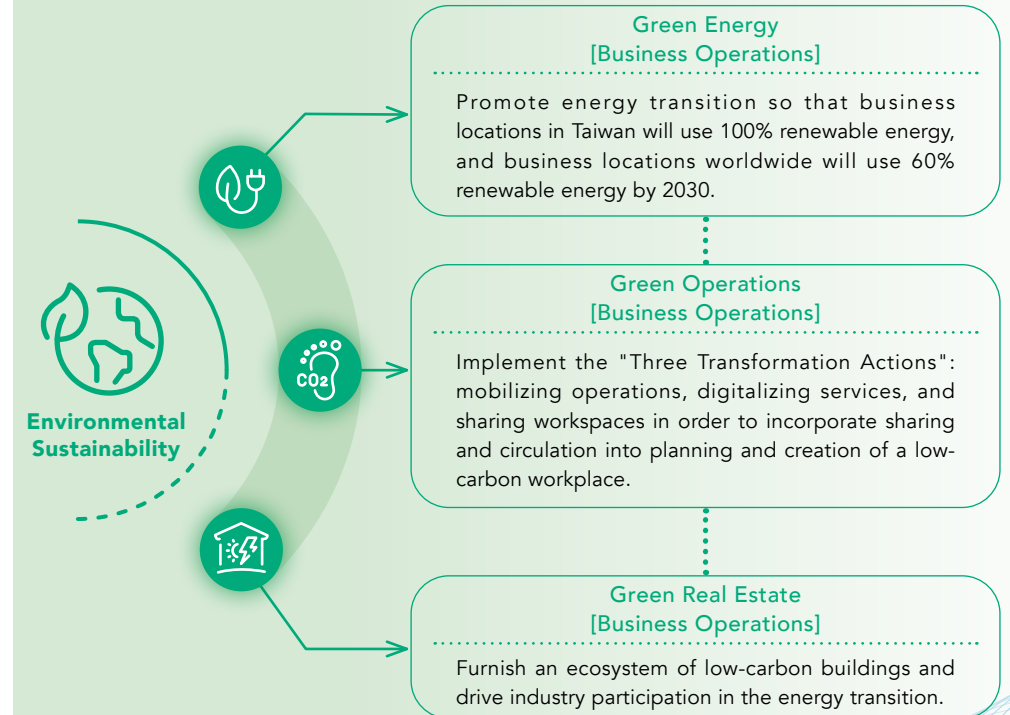 Green Energy
[Business Operations]
Promote energy transition so that business
locations in Taiwan will use 100% renewable energy,
and business locations worldwide will use 60%
renewable energy by 2030.
Environmental
Sustainability
CO2
Green Operations
[Business Operations]
Implement the "Three Transformation Actions":
mobilizing operations, digitalizing services, and
sharing workspaces in order to incorporate sharing
and circulation into planning and creation of a low-
carbon workplace.
Green Real Estate
[Business Operations]
Furnish an ecosystem of low-carbon buildings and
drive industry participation in the energy transition.